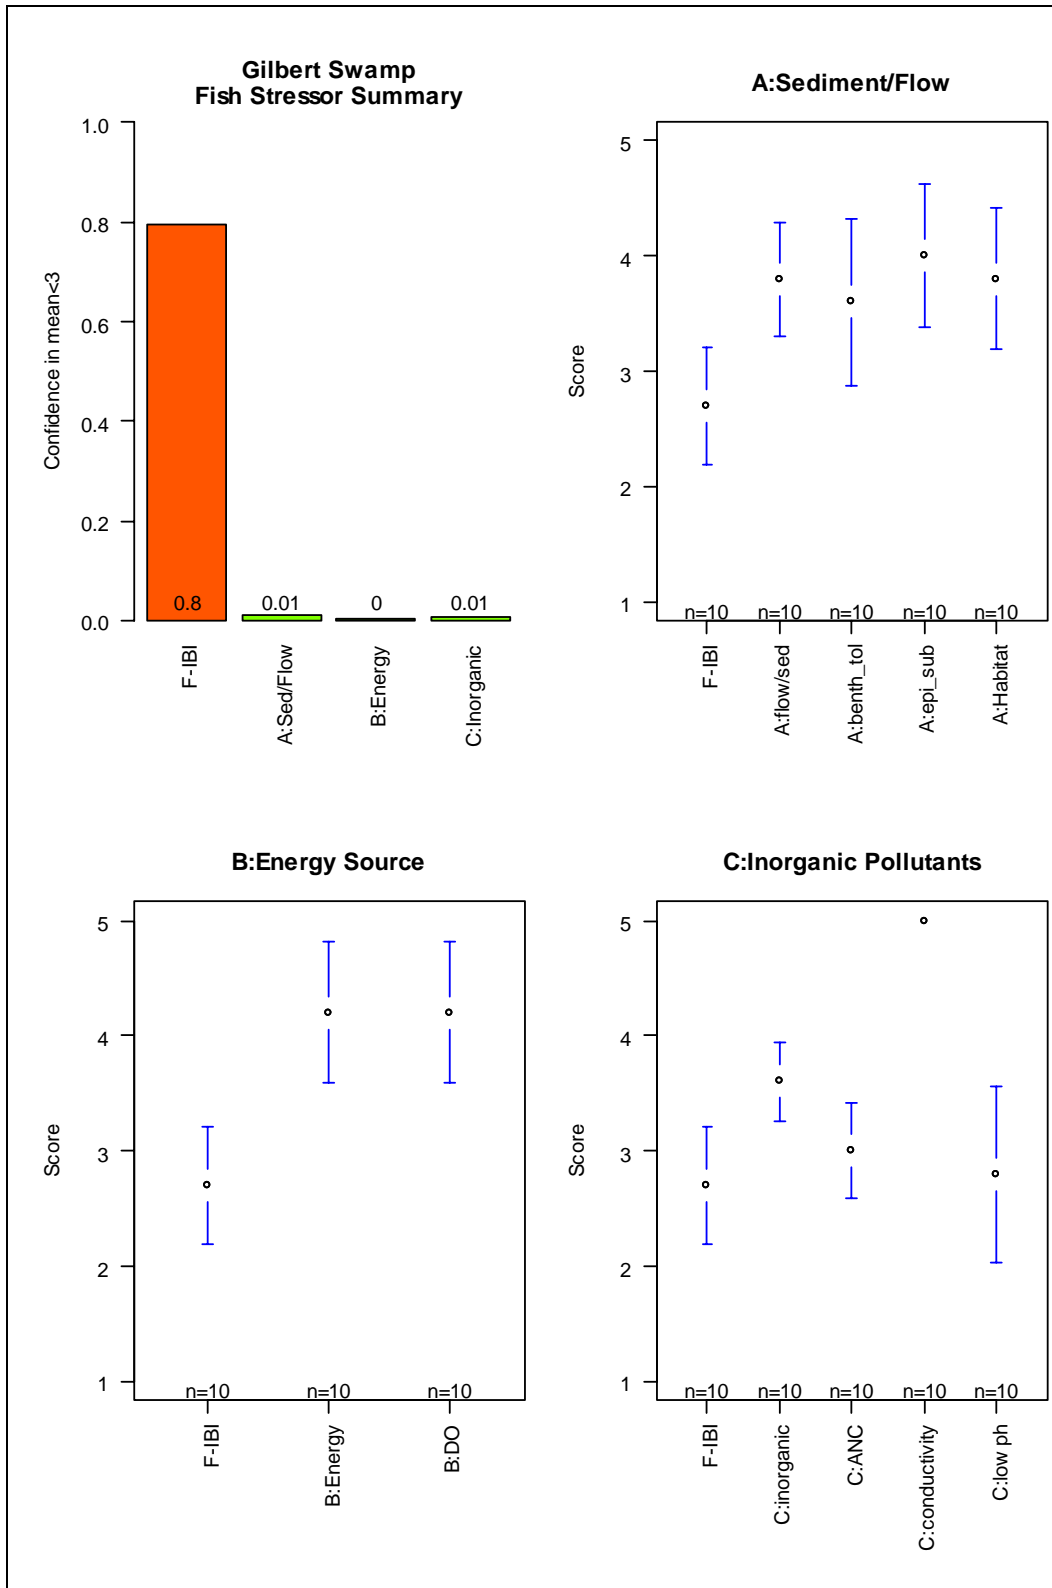 Gilbert Swamp
Fish Stressor Summary
Confidence in mean<3
1.0
0.8
0.6
0.4
0.2
0.0
0.8
0.01
0
0.01
F-IBI
A:Sed/Flow
B:Energy
C:Inorganic
A:Sediment/Flow
Score
5
4
3
2
1
n=10
n=10
n=10
n=10
n=10
F-IBI
A:flow/sed
A:benth_tol
A:epi_sub
A:Habitat
B:Energy Source
Score
5
4
3
2
1
n=10
n=10
n=10
F-IBI
B:Energy
B:DO
C:Inorganic Pollutants
Score
5
4
3
2
1
n=10
n=10
n=10
n=10
n=10
F-IBI
C:inorganic
C:ANC
C:conductivity
C:low ph